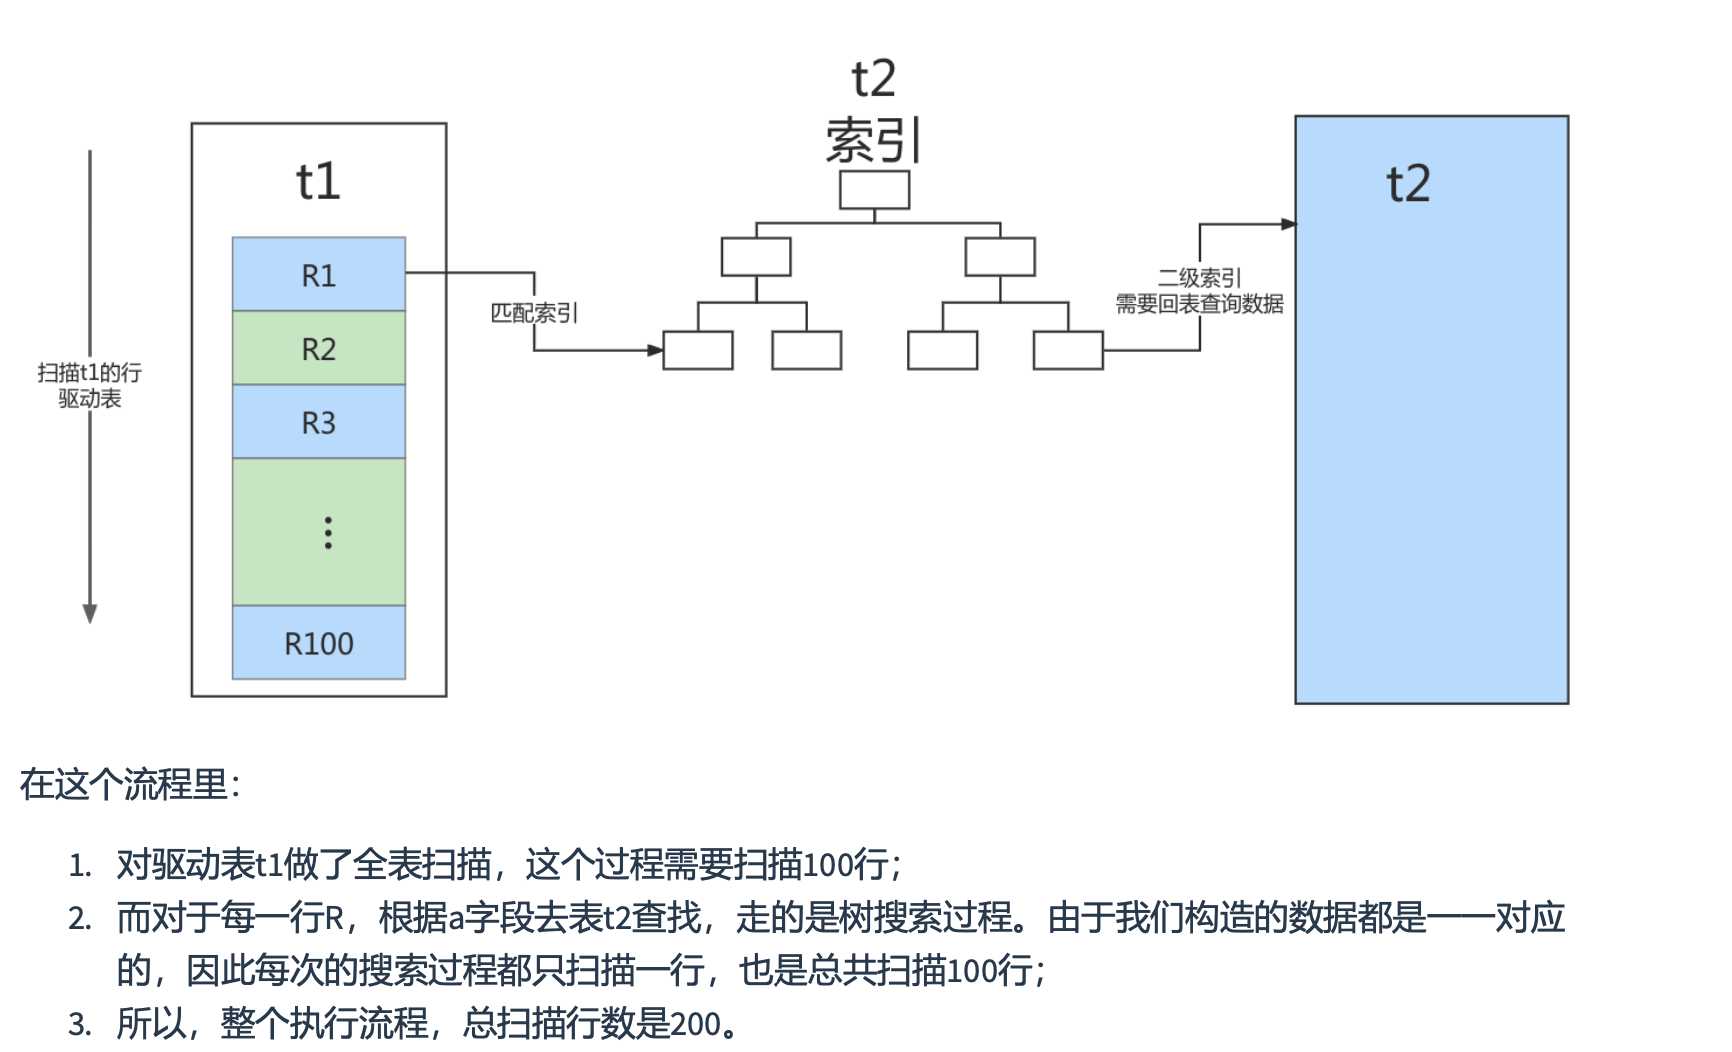 t2
索引
t1
t2
R1
匹配索引
二级索引
需要回表查询数据
R2
扫描t1的行
驱动表
R3
⋮
R100
在这个流程里：
1. 对驱动表t1做了全表扫描，这个过程需要扫描100行；
2. 而对于每一行R，根据a字段去表t2查找，走的是树搜索过程。由于我们构造的数据都是一一对应
的，因此每次的搜索过程都只扫描一行，也是总共扫描100行；
3. 所以，整个执行流程，总扫描行数是200。